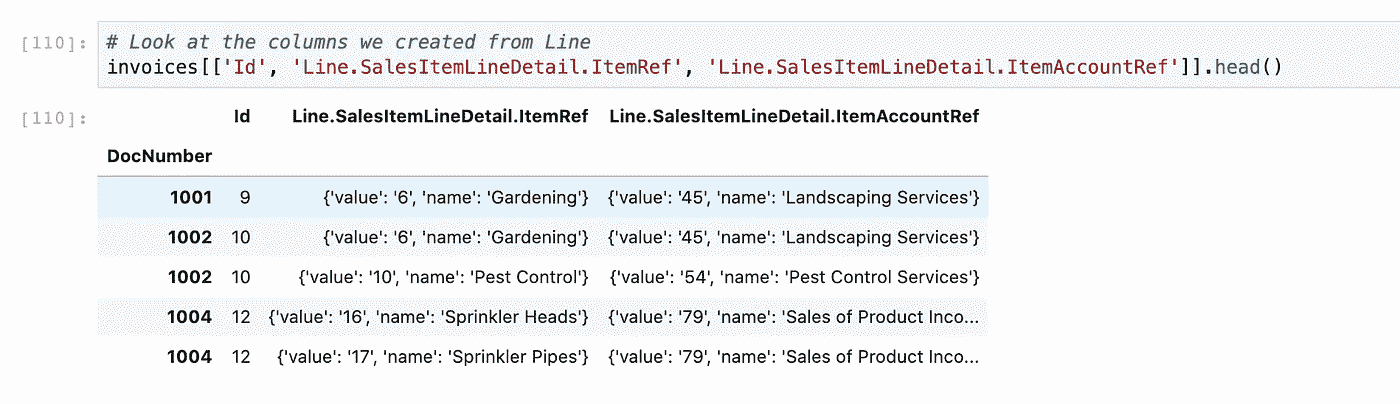 [110]: # Look at the columns we created from Line
invoices[['Id', 'Line.SalesItemLineDetail.ItemRef', 'Line.SalesItemLineDetail.ItemAccountRef']].head()
[110]: Id Line.SalesItemLineDetail.ItemRef Line.SalesItemLineDetail.ItemAccountRef
DocNumber
1001 9 {'value': '6', 'name': 'Gardening'} {'value': '45', 'name': 'Landscaping Services'}
1002 10 {'value': '6', 'name': 'Gardening'} {'value': '45', 'name': 'Landscaping Services'}
1002 10 {'value': '10', 'name': 'Pest Control'} {'value': '54', 'name': 'Pest Control Services'}
1004 12 {'value': '16', 'name': 'Sprinkler Heads'} {'value': '79', 'name': 'Sales of Product Inco...
1004 12 {'value': '17', 'name': 'Sprinkler Pipes'} {'value': '79', 'name': 'Sales of Product Inco...